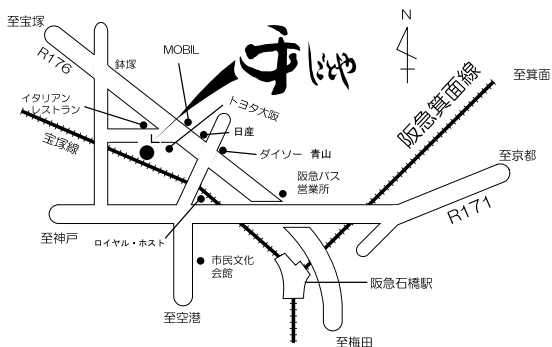 至宝塚
N
R176
鉢塚
MOBIL
手しごとや
至箕面
阪急箕面線
イタリアン
レストラン
トヨタ大阪
日産
宝塚線
ダイソー 青山
至京都
阪急バス
営業所
R171
至神戸
ロイヤル・ホスト
市民文化
会館
阪急石橋駅
至空港
至梅田